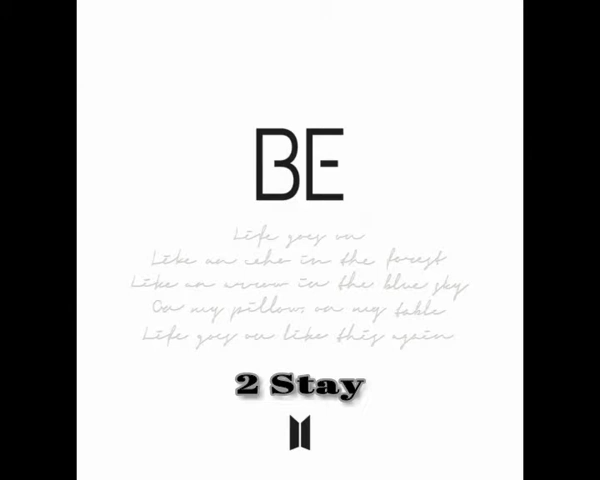 BE
Life goes on
Like an echo in the forest
Like an arrow in the blue sky
On my pillow, on my table
Life goes on like this again
2 Stay